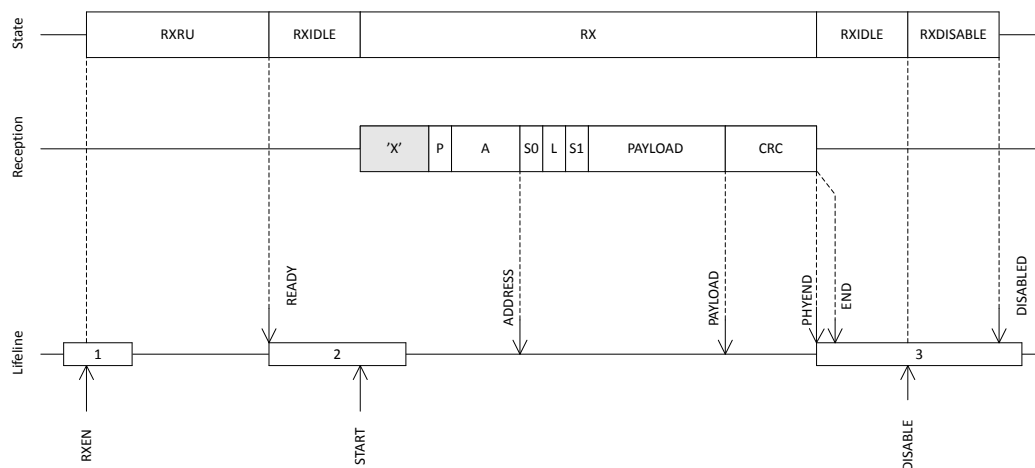 State
RXRU
RXIDLE
RX
RXIDLE
RXDISABLE
Reception
'X'
P
A
S0
L
S1
PAYLOAD
CRC
READY
ADDRESS
PAYLOAD
PHYEND
END
DISABLED
Lifeline
1
2
3
RXEN
START
DISABLE